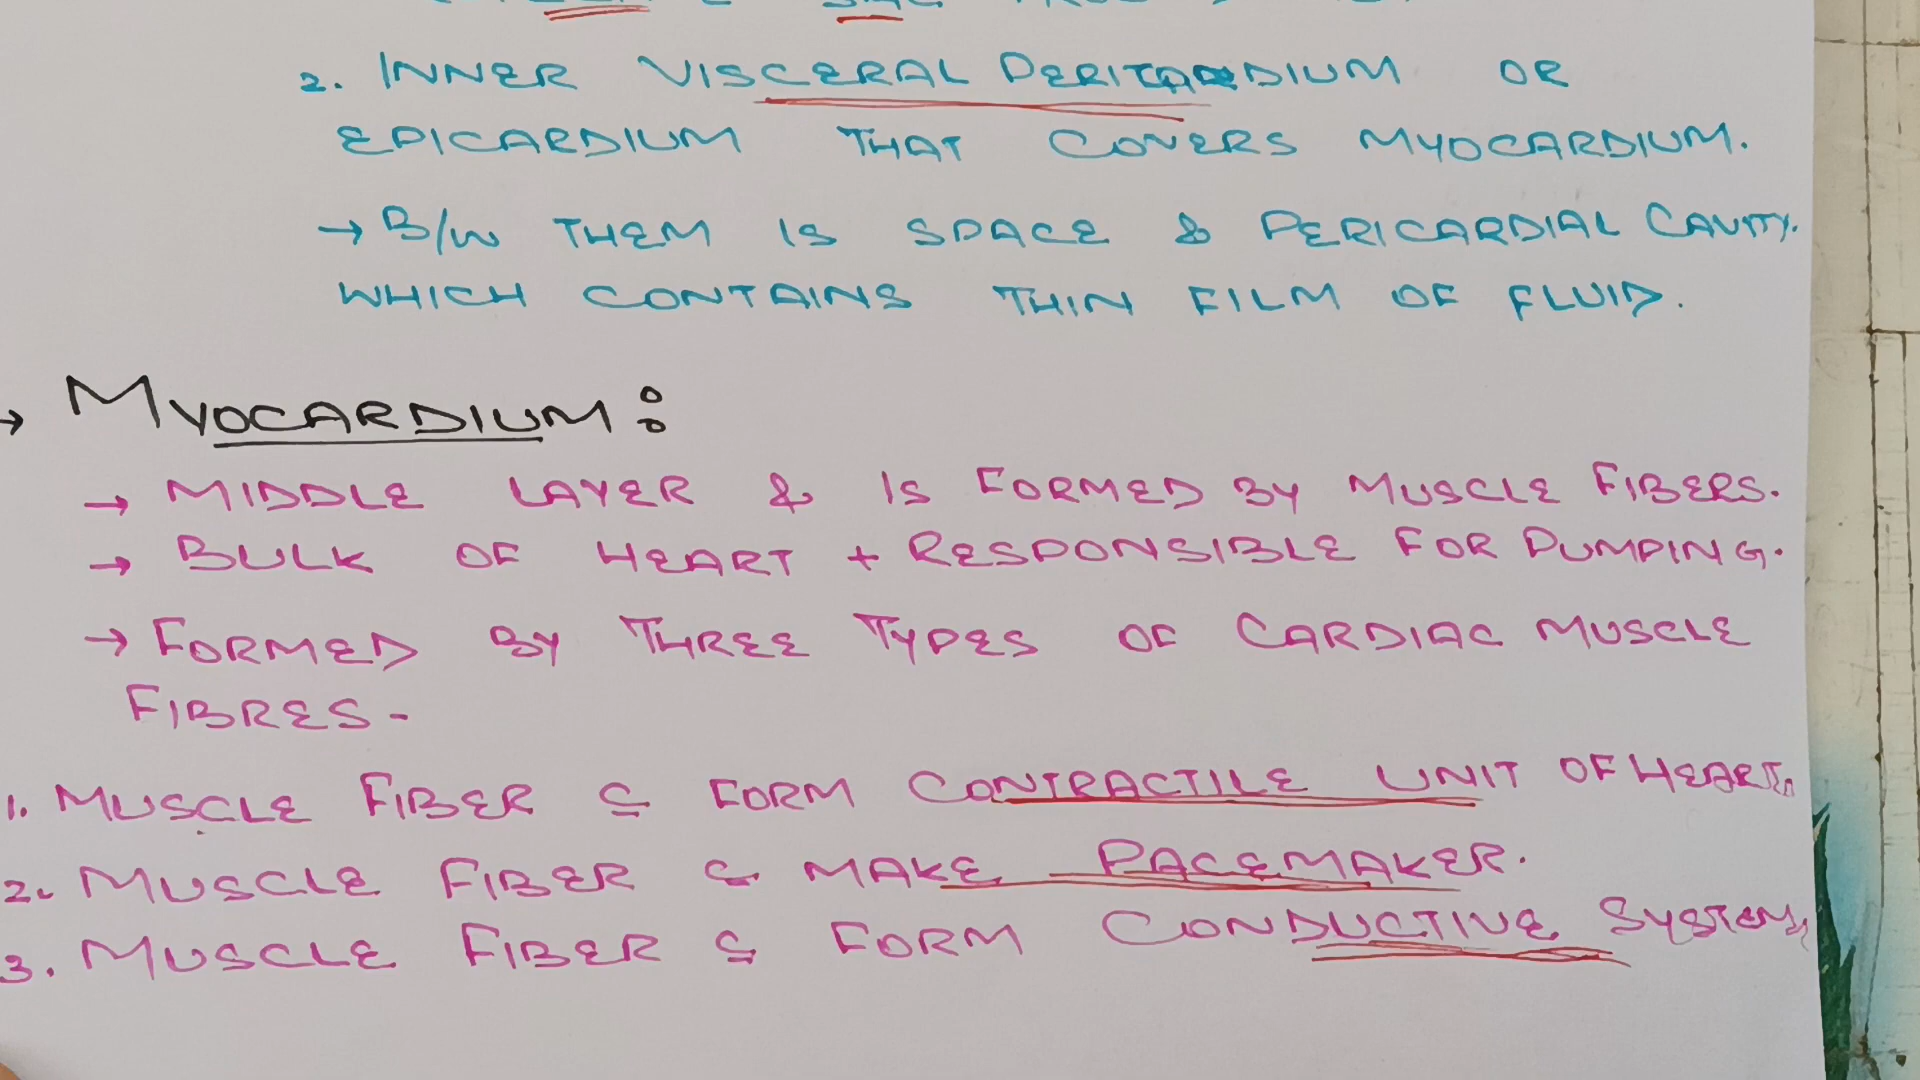 2. INNER VISCERAL PERICARDIUM OR
EPICARDIUM THAT COVERS MYOCARDIUM.
→ B/W THEM IS SPACE & PERICARDIAL CAVITY.
WHICH CONTAINS THIN FILM OF FLUID.
→ MYOCARDIUM:
→ MIDDLE LAYER & IS FORMED BY MUSCLE FIBERS.
→ BULK OF HEART + RESPONSIBLE FOR PUMPING.
→ FORMED BY THREE TYPES OF CARDIAC MUSCLE
FIBRES-
1. MUSCLE FIBER FORM CONTRACTILE UNIT OF HEART.
2. MUSCLE FIBER MAKE PACEMAKER.
3. MUSCLE FIBER FORM CONDUCTIVE SYSTEM.